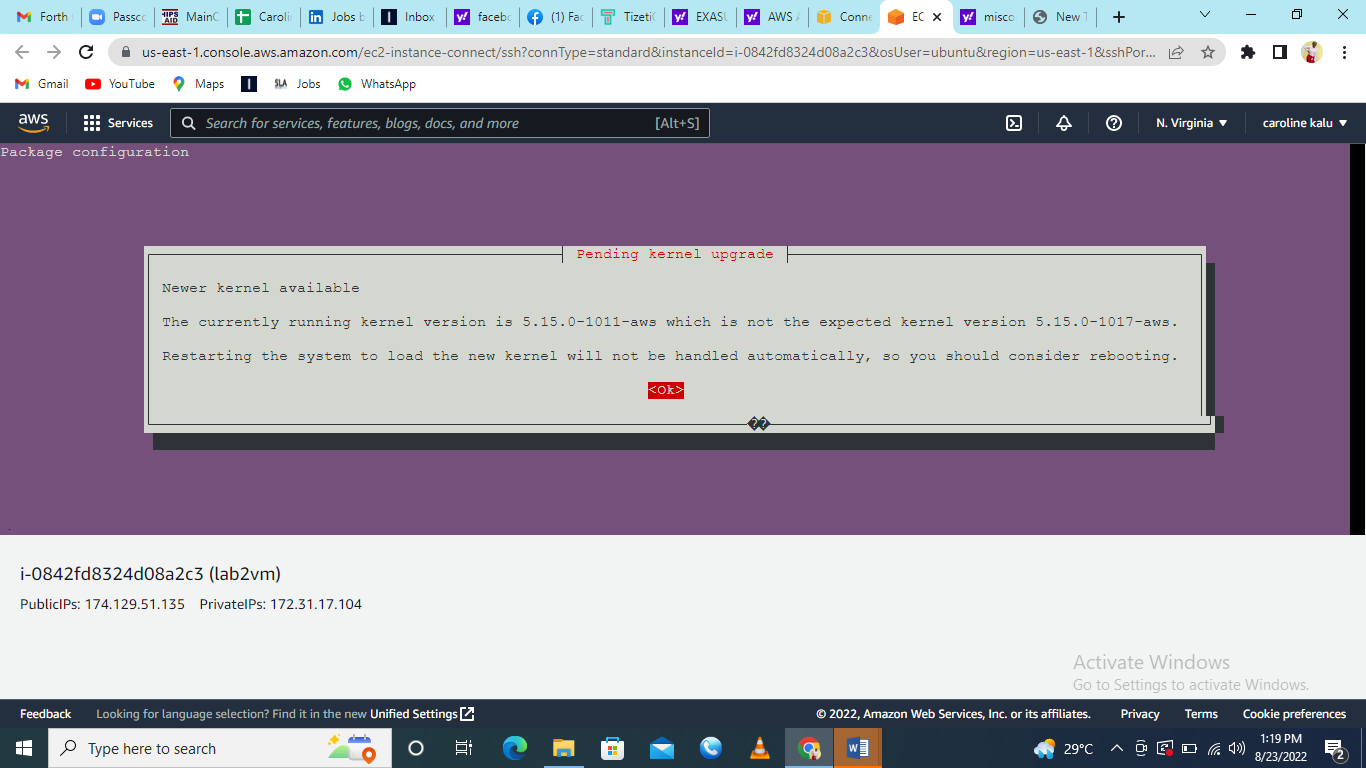 Forth
Passco
HIPS AID
MainC
Carolin
Jobs b
Inbox
facebo
(1) Fac
Tizeti
EXASU
AWS A
Conne
EC
misco
New T
us-east-1.console.aws.amazon.com/ec2-instance-connect/ssh?connType=standard&instanceId=i-0842fd8324d08a2c3&osUser=ubuntu&region=us-east-1&sshPor...
Gmail
YouTube
Maps
SLA
Jobs
WhatsApp
aws
Services
Search for services, features, blogs, docs, and more
[Alt+S]
N. Virginia
caroline kalu
Package configuration
Pending kernel upgrade
Newer kernel available
The currently running kernel version is 5.15.0-1011-aws which is not the expected kernel version 5.15.0-1017-aws.
Restarting the system to load the new kernel will not be handled automatically, so you should consider rebooting.
<Ok>
i-0842fd8324d08a2c3 (lab2vm)
PublicIPs: 174.129.51.135 PrivateIPs: 172.31.17.104
Activate Windows
Go to Settings to activate Windows.
Feedback
Looking for language selection? Find it in the new Unified Settings
© 2022, Amazon Web Services, Inc. or its affiliates.
Privacy
Terms
Cookie preferences
Type here to search
29°C
1:19 PM
8/23/2022
2